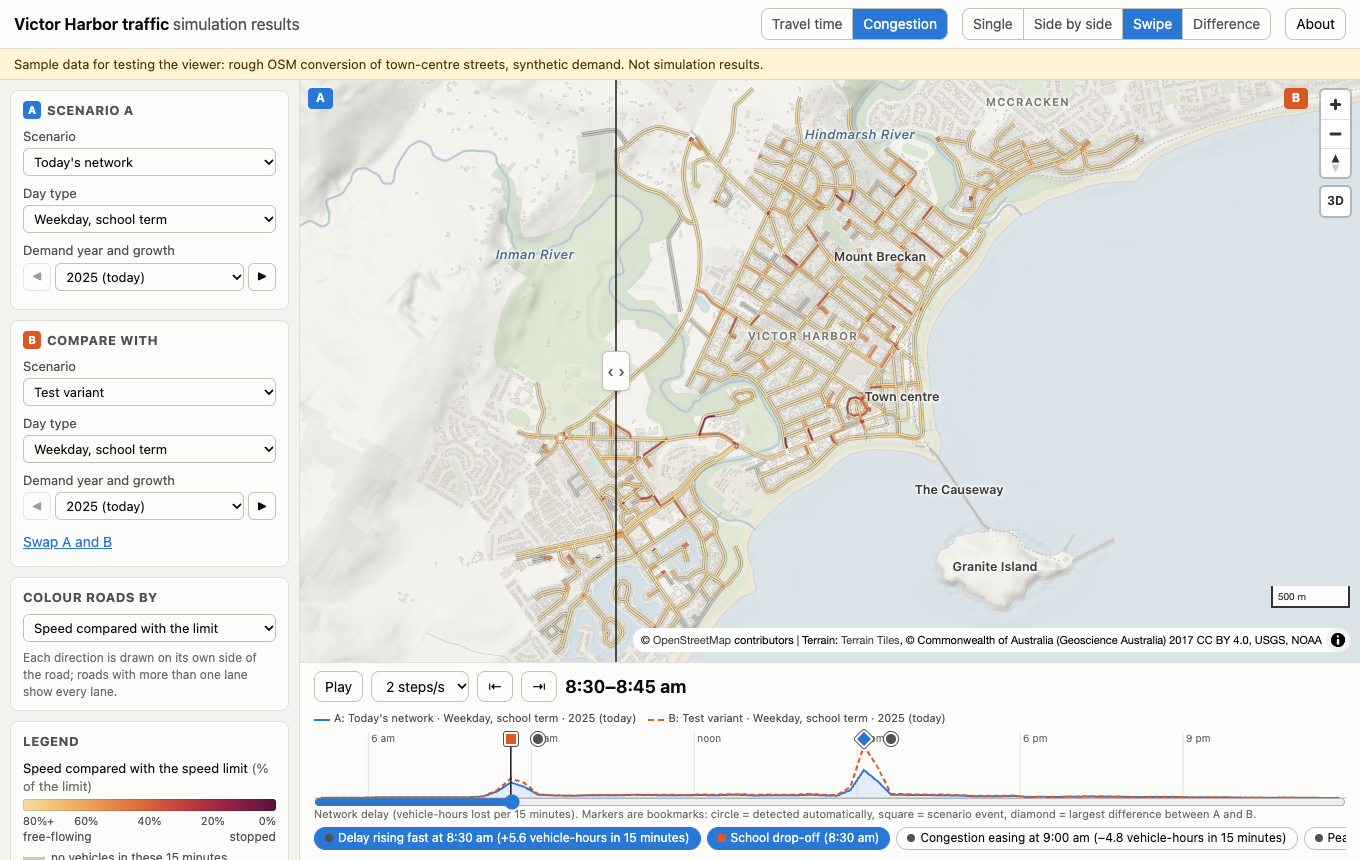 Victor Harbor traffic simulation results
Travel time Congestion Single Side by side Swipe Difference About
Sample data for testing the viewer: rough OSM conversion of town-centre streets, synthetic demand. Not simulation results.
A SCENARIO A
Scenario
Today's network
Day type
Weekday, school term
Demand year and growth
◄ 2025 (today) ►
B COMPARE WITH
Scenario
Test variant
Day type
Weekday, school term
Demand year and growth
◄ 2025 (today) ►
Swap A and B
COLOUR ROADS BY
Speed compared with the limit
Each direction is drawn on its own side of
the road; roads with more than one lane
show every lane.
LEGEND
Speed compared with the speed limit (%
of the limit)
80%+ 60% 40% 20% 0%
free-flowing stopped
no vehicles in these 15 minutes
A
B
MCCRACKEN
Hindmarsh River
3D
Inman River
Mount Breckan
VICTOR HARBOR
Town centre
The Causeway
Granite Island
500 m
© OpenStreetMap contributors | Terrain: Terrain Tiles, © Commonwealth of Australia (Geoscience Australia) 2017 CC BY 4.0, USGS, NOAA
Play 2 steps/s 8:30–8:45 am
A: Today's network · Weekday, school term · 2025 (today) B: Test variant · Weekday, school term · 2025 (today)
6 am noon 6 pm 9 pm
Network delay (vehicle-hours lost per 15 minutes). Markers are bookmarks: circle = detected automatically, square = scenario event, diamond = largest difference between A and B.
Delay rising fast at 8:30 am (+5.6 vehicle-hours in 15 minutes) School drop-off (8:30 am) Congestion easing at 9:00 am (−4.8 vehicle-hours in 15 minutes)